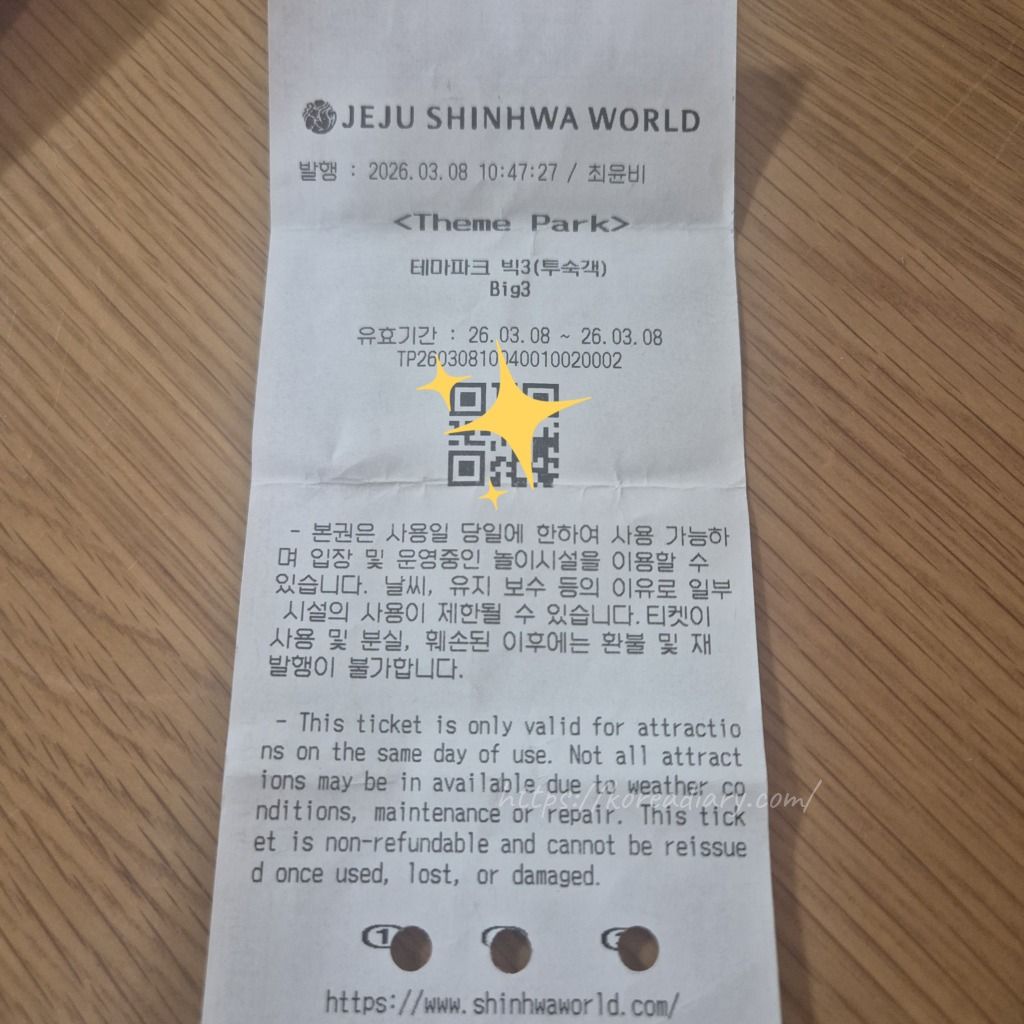 JEJU SHINHWA WORLD
발행 : 2026.03.08 10:47:27 / 최윤비
<Theme Park>
테마파크 빅3(투숙객)
Big3
유효기간 : 26.03.08 ~ 26.03.08
TP26030810040010020002
- 본권은 사용일 당일에 한하여 사용 가능하
며 입장 및 운영중인 놀이시설을 이용할 수
있습니다. 날씨, 유지 보수 등의 이유로 일부
시설의 사용이 제한될 수 있습니다.티켓이
사용 및 분실, 훼손된 이후에는 환불 및 재
발행이 불가합니다.
- This ticket is only valid for attractio
ns on the same day of use. Not all attract
ions may be in available due to weather co
nditions, maintenance or repair. This tick
et is non-refundable and cannot be reissue
d once used, lost, or damaged.
https://koreadiary.com/
1
https://www.shinhwaworld.com/